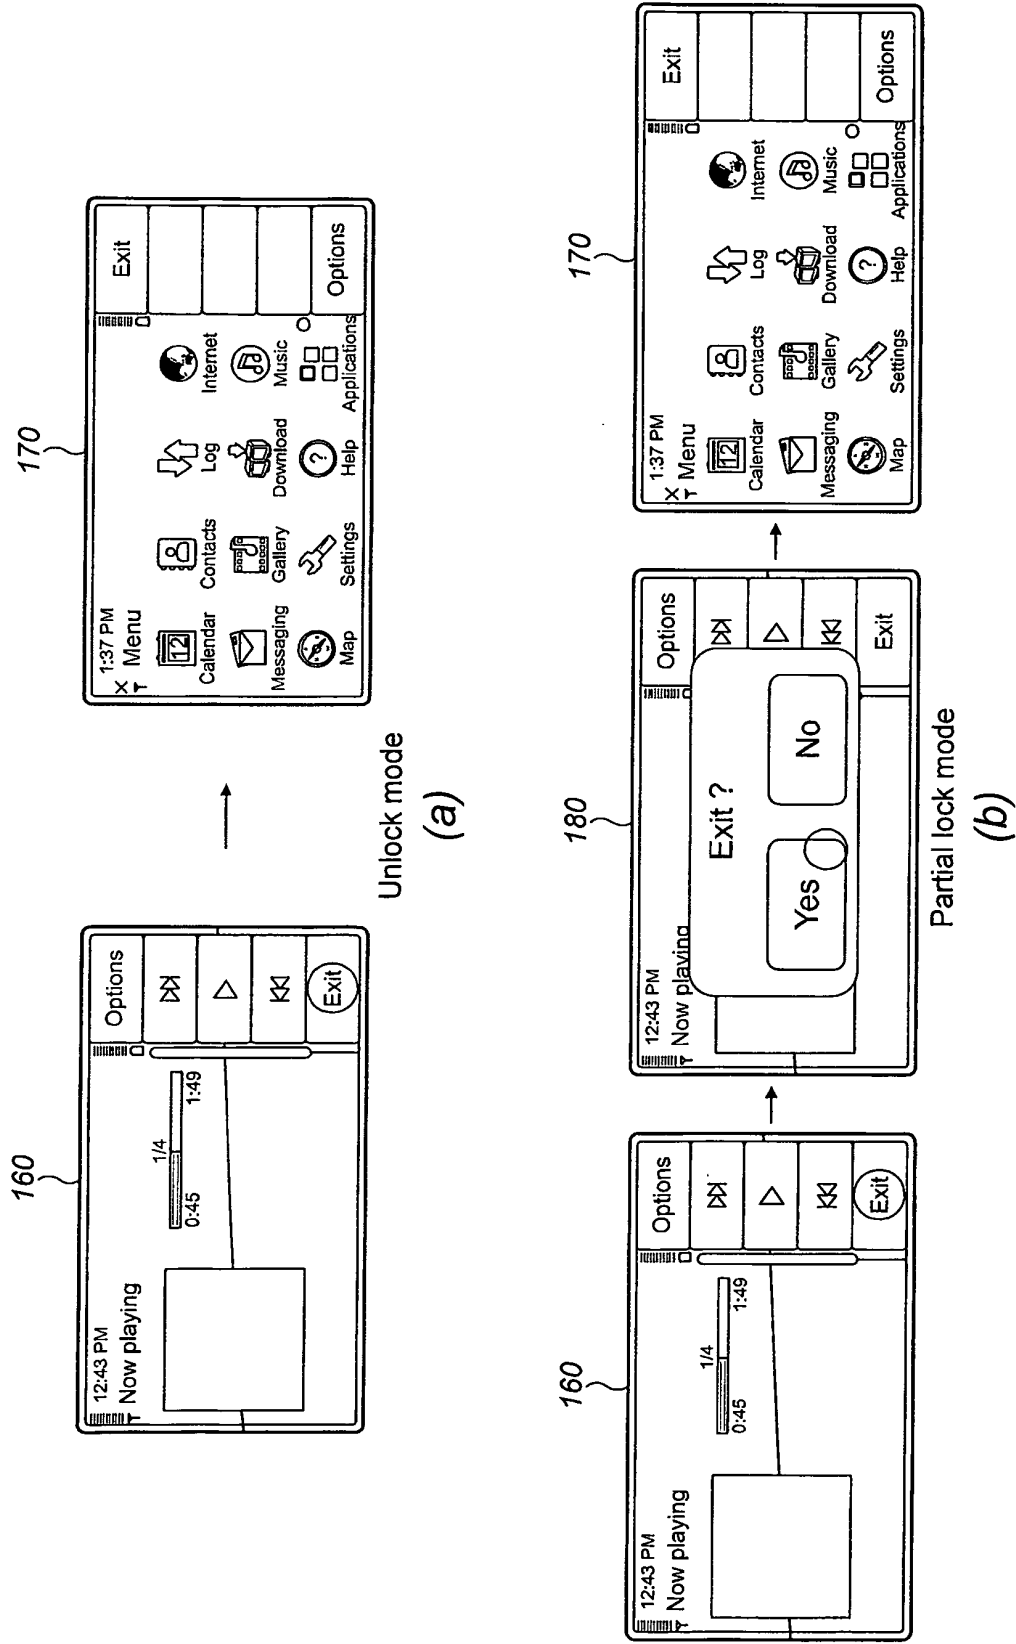 160
12:43 PM
Now playing
1/4
0:45
1:49
Options
Exit
170
1:37 PM
Menu
Calendar
Contacts
Log
Internet
Messaging
Gallery
Download
Music
Map
Settings
Help
Applications
12
?
Exit
Options
Unlock mode
(a)
160
12:43 PM
Now playing
1/4
0:45
1:49
Options
Exit
180
12:43 PM
Now playing
Options
Exit
Exit ?
Yes
No
170
1:37 PM
Menu
Calendar
Contacts
Log
Internet
Messaging
Gallery
Download
Music
Map
Settings
Help
Applications
12
?
Exit
Options
Partial lock mode
(b)